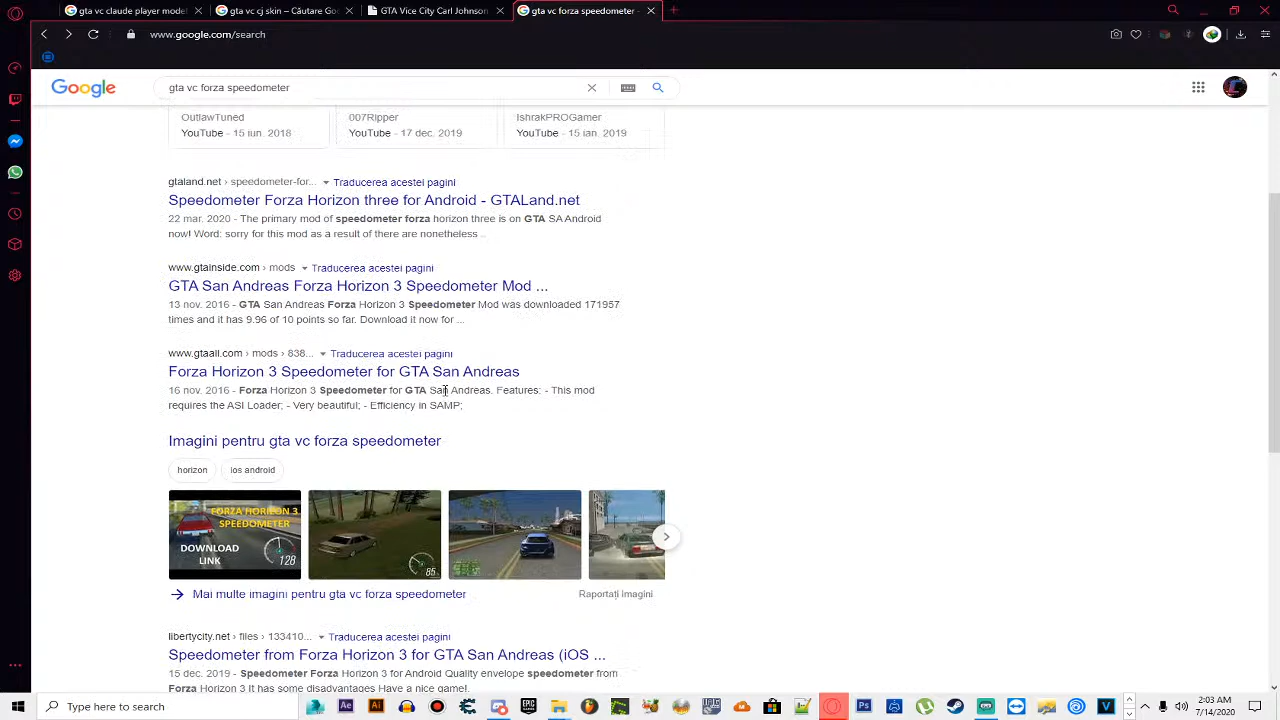 gta vc claude player model
gta vc cj skin – Căutare Go
GTA Vice City Carl Johnson
gta vc forza speedometer -
www.google.com/search
Google
gta vc forza speedometer
OutlawTuned
YouTube - 15 iun. 2018
007Ripper
YouTube - 17 dec. 2019
IshrakPROGamer
YouTube - 15 ian. 2019
gtaland.net › speedometer-for... Traducerea acestei pagini
Speedometer Forza Horizon three for Android - GTALand.net
22 mar. 2020 - The primary mod of speedometer forza horizon three is on GTA SA Android
now! Word: sorry for this mod as a result of there are nonetheless ..
www.gtainside.com › mods Traducerea acestei pagini
GTA San Andreas Forza Horizon 3 Speedometer Mod ...
13 nov. 2016 - GTA San Andreas Forza Horizon 3 Speedometer Mod was downloaded 171957
times and it has 9.96 of 10 points so far. Download it now for ...
www.gtaall.com › mods › 838... Traducerea acestei pagini
Forza Horizon 3 Speedometer for GTA San Andreas
16 nov. 2016 - Forza Horizon 3 Speedometer for GTA San Andreas. Features: - This mod
requires the ASI Loader; - Very beautiful; - Efficiency in SAMP;
Imagini pentru gta vc forza speedometer
horizon
ios android
FORZA HORIZON 3
SPEEDOMETER
DOWNLOAD
LINK
128
85
Mai multe imagini pentru gta vc forza speedometer
Raportați imagini
libertycity.net › files › 133410... Traducerea acestei pagini
Speedometer from Forza Horizon 3 for GTA San Andreas (iOS ...
15 dec. 2019 - Speedometer Forza Horizon 3 for Android Quality envelope speedometer from
Forza Horizon 3 It has some disadvantages Have a nice game!.
Type here to search
2:03 AM
7/14/2020